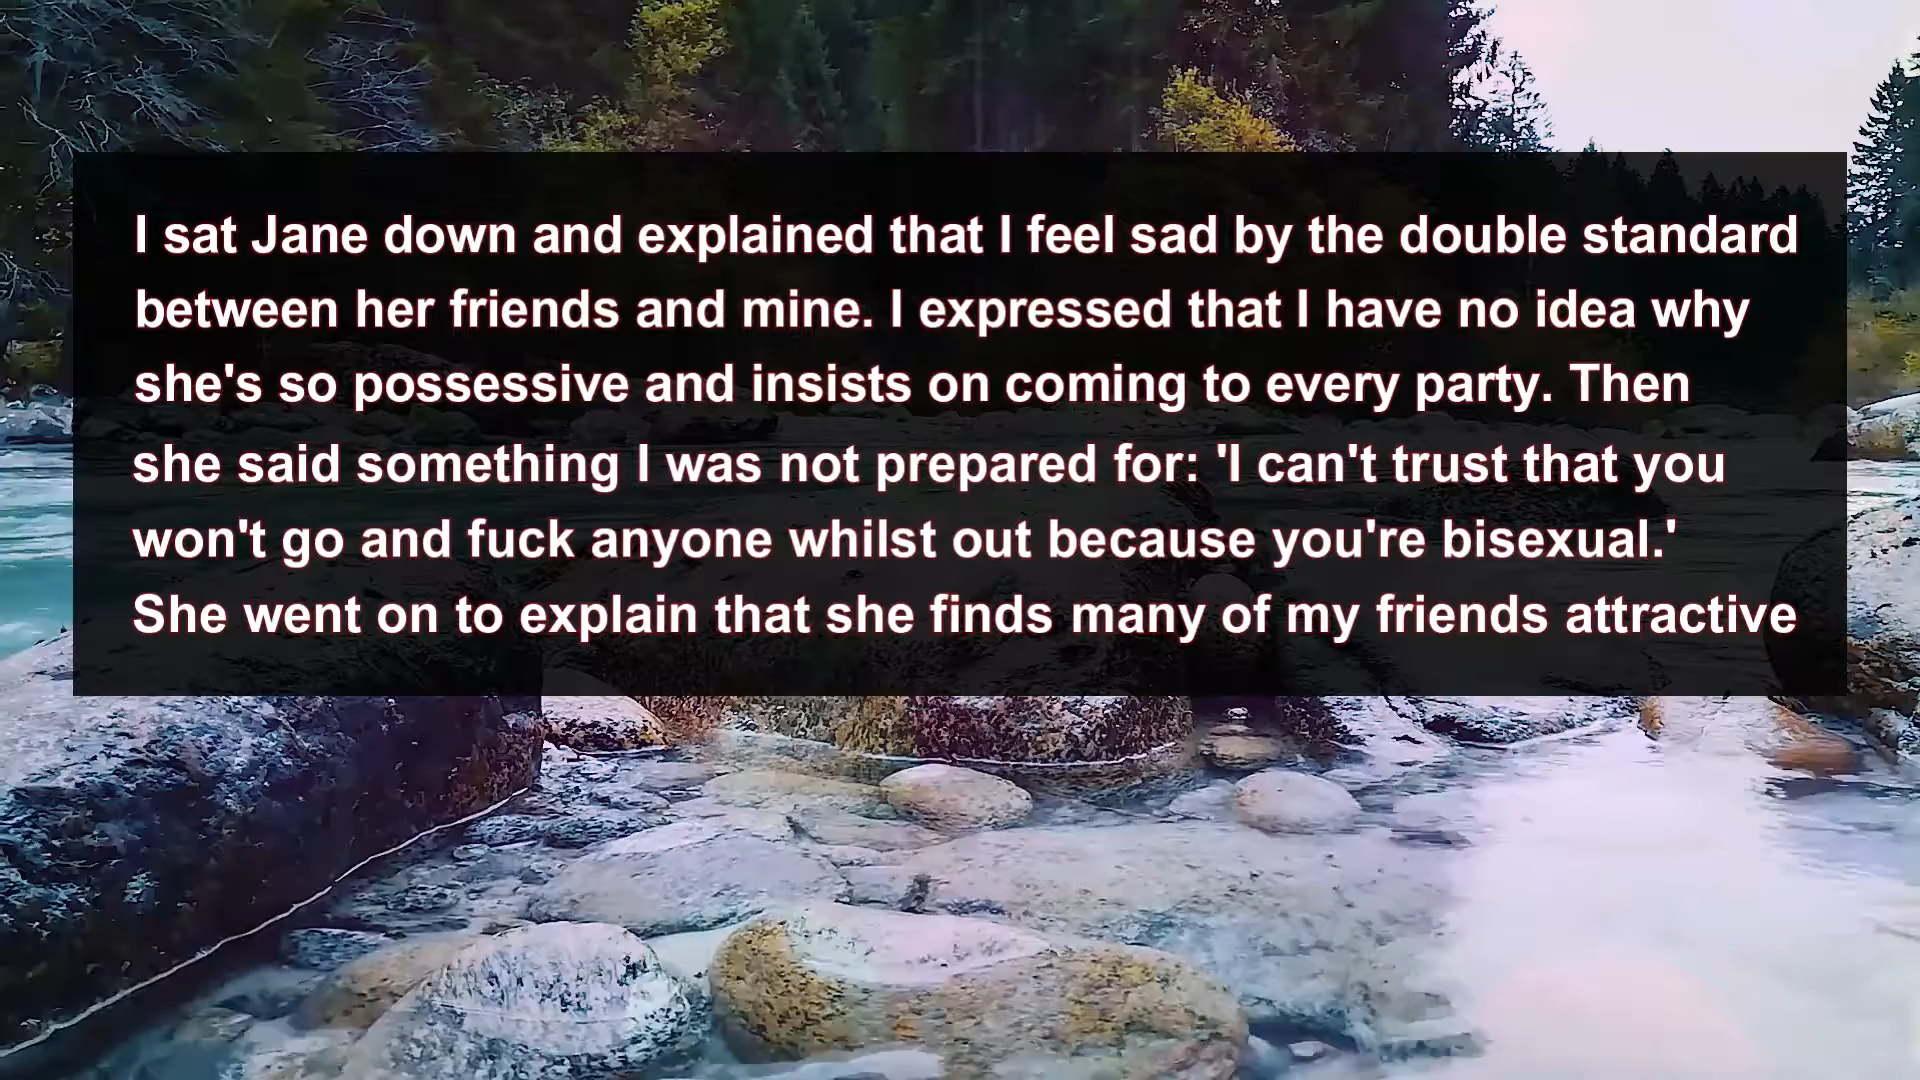 I sat Jane down and explained that I feel sad by the double standard
between her friends and mine. I expressed that I have no idea why
she's so possessive and insists on coming to every party. Then
she said something I was not prepared for: 'I can't trust that you
won't go and fuck anyone whilst out because you're bisexual.'
She went on to explain that she finds many of my friends attractive